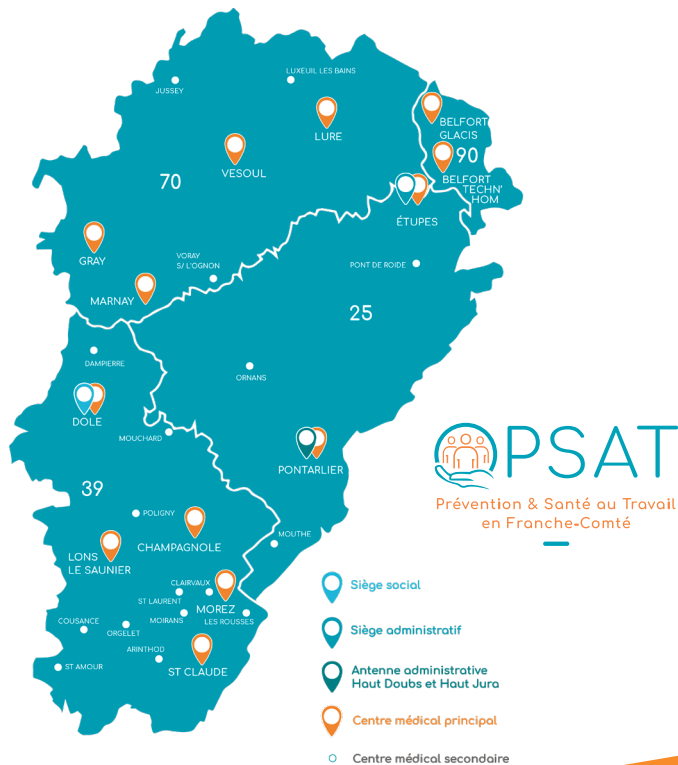 LUXEUIL LES BAINS
JUSSEY
LURE
BELFORT
GLACIS
VESOUL
90
70
BELFORT
TECHN'
HOM
ÉTUPES
GRAY
VORAY
S/ L'OGNON
PONT DE ROIDE
MARNAY
25
DAMPIERRE
ORNANS
DOLE
MOUCHARD
PONTARLIER
39
POLIGNY
CHAMPAGNOLE
MOUTHE
LONS
LE SAUNIER
CLAIRVAUX
ST LAURENT
MOREZ
MOIRANS
LES ROUSSES
COUSANCE
ORGELET
ARINTHOD
ST AMOUR
ST CLAUDE
OPSAT
Prévention & Santé au Travail
en Franche-Comté
Siège social
Siège administratif
Antenne administrative
Haut Doubs et Haut Jura
Centre médical principal
Centre médical secondaire